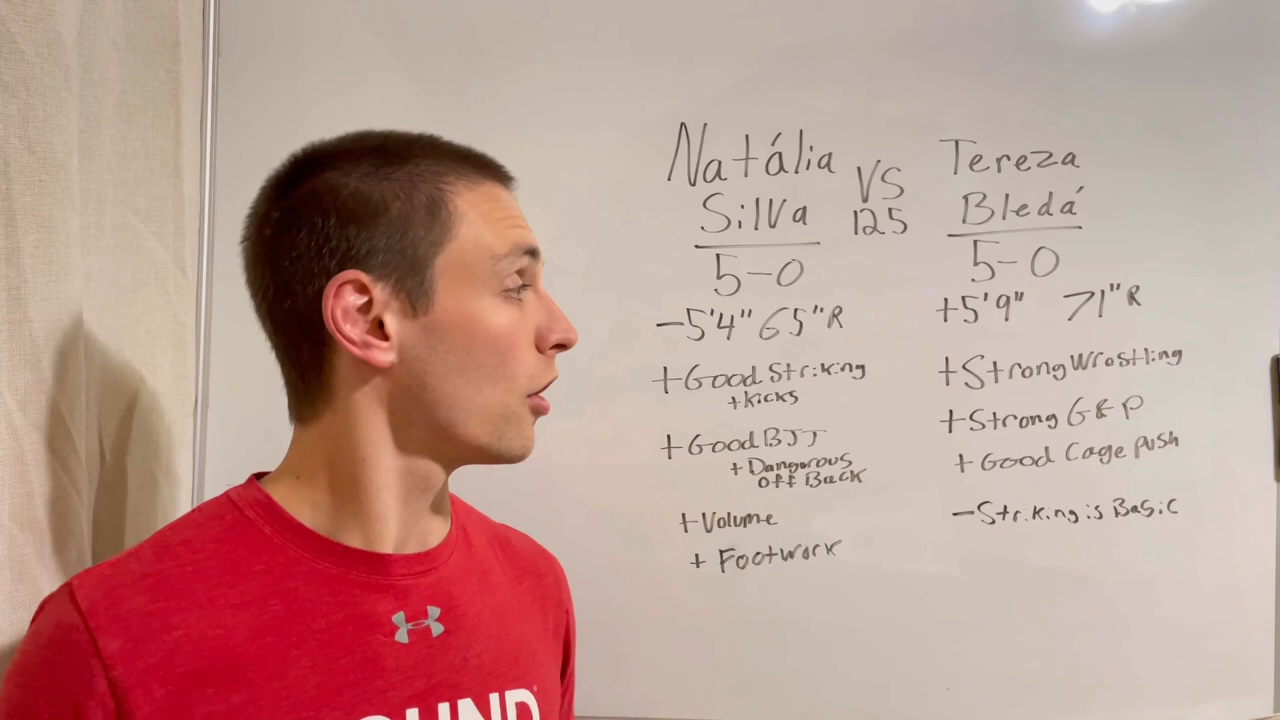 Natália
Silva
5-0
-5'4" 65"R
+Good Striking
+Kicks
+Good BJJ
+Dangerous
off Back
+Volume
+ Footwork
VS
125
Tereza
Bledá
5-0
+5'9" 71"R
+Strong Wrestling
+Strong G&P
+Good Cage Push
-Striking is Basic
OUND